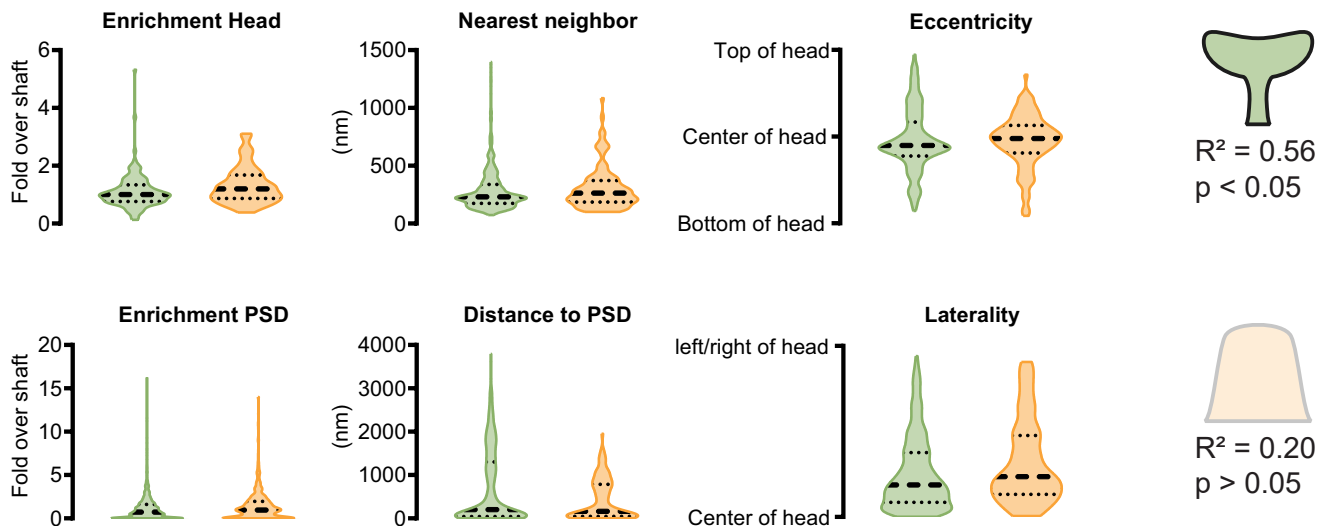 Enrichment Head
Fold over shaft
6
4
2
0
Nearest neighbor
(nm)
1500
1000
500
0
Eccentricity
Top of head
Center of head
Bottom of head
R² = 0.56
p < 0.05
Enrichment PSD
Fold over shaft
20
15
10
5
0
Distance to PSD
(nm)
4000
3000
2000
1000
0
Laterality
left/right of head
Center of head
R² = 0.20
p > 0.05